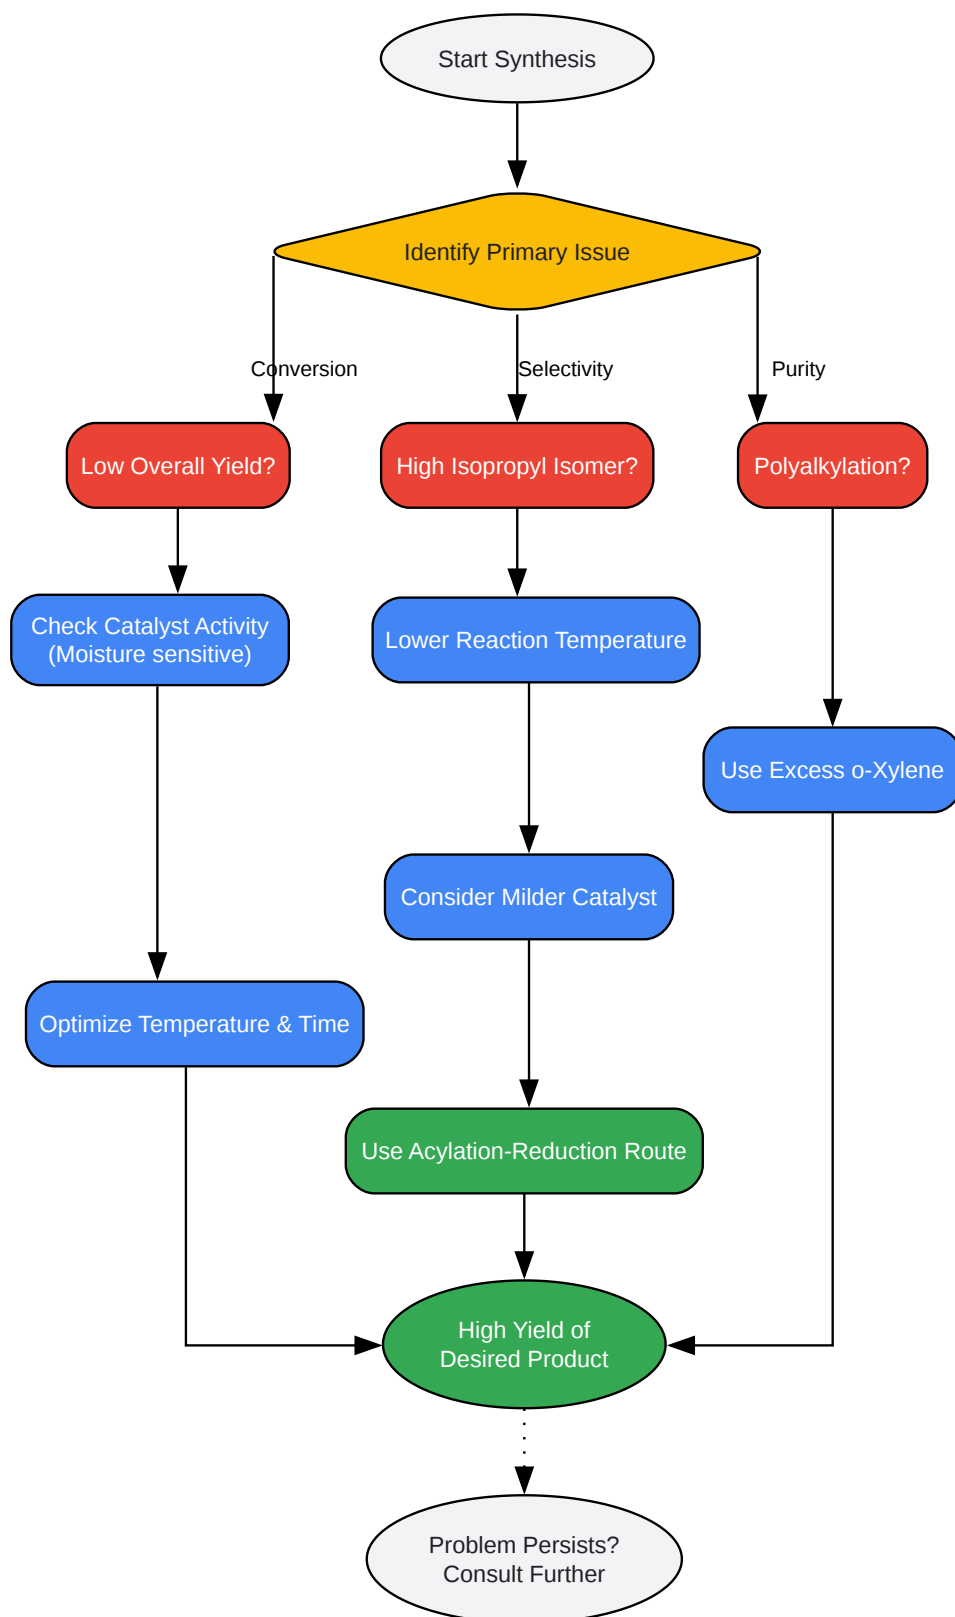 Start Synthesis
Identify Primary Issue
Conversion
Selectivity
Purity
Low Overall Yield?
High Isopropyl Isomer?
Polyalkylation?
Check Catalyst Activity
(Moisture sensitive)
Lower Reaction Temperature
Use Excess o-Xylene
Consider Milder Catalyst
Optimize Temperature & Time
Use Acylation-Reduction Route
High Yield of
Desired Product
Problem Persists?
Consult Further